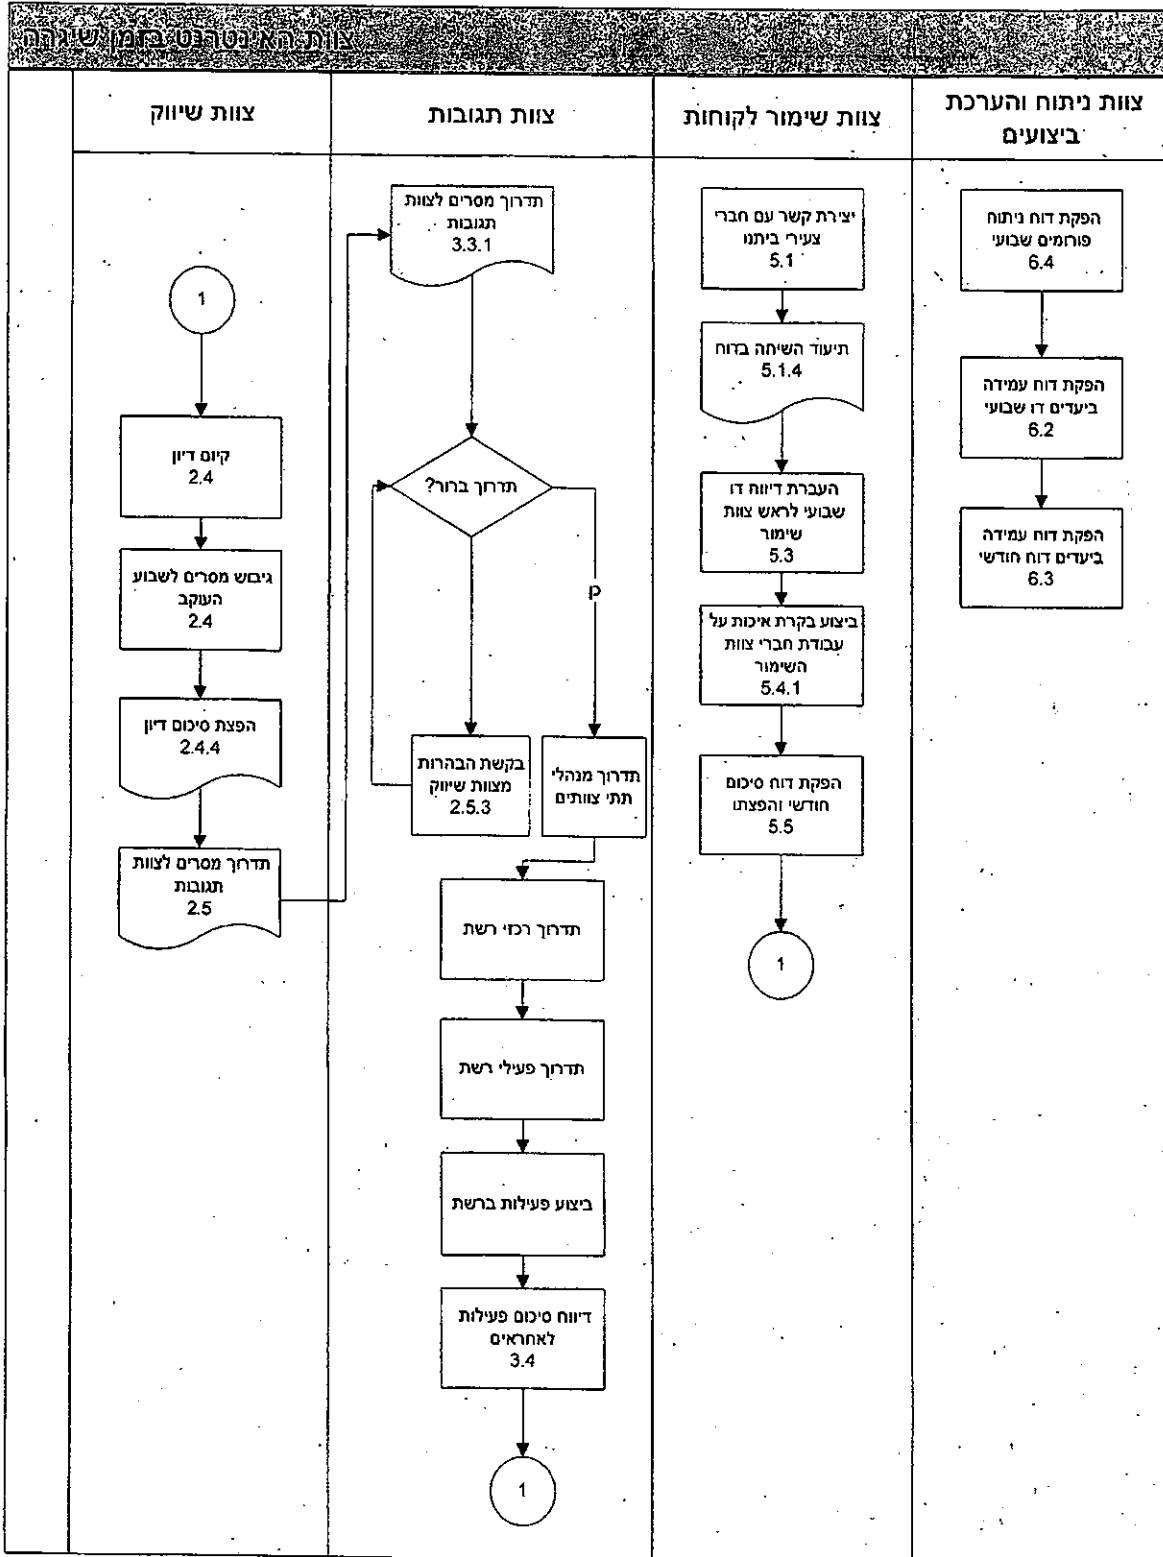 צוות האינטרנט בזמן שיגרה
צוות ניתוח והערכת
ביצועים
צוות שימור לקוחות
צוות תגובות
צוות שיווק
הפקת דוח ניתוח
פורומים שבועי
6.4
הפקת דוח עמידה
ביעדים דו שבועי
6.2
הפקת דוח עמידה
ביעדים דוח חודשי
6.3
יצירת קשר עם חברי
צעירי ביתנו
5.1
תיעוד השיחה בדוח
5.1.4
העברת דיווח דו
שבועי לראש צוות
שימור
5.3
ביצוע בקרת איכות על
עבודת חברי צוות
השימור
5.4.1
הפקת דוח סיכום
חודשי והפצתו
5.5
1
תדרוך מסרים לצוות
תגובות
3.3.1
תדרוך ברור?
כן
תדרוך מנהלי
תתי צוותים
בקשת הבהרות
מצוות שיווק
2.5.3
תדרוך רכזי רשת
תדרוך פעילי רשת
ביצוע פעילות ברשת
דיווח סיכום פעילות
לאחראים
3.4
1
1
קיום דיון
2.4
גיבוש מסרים לשבוע
העוקב
2.4
הפצת סיכום דיון
2.4.4
תדרוך מסרים לצוות
תגובות
2.5